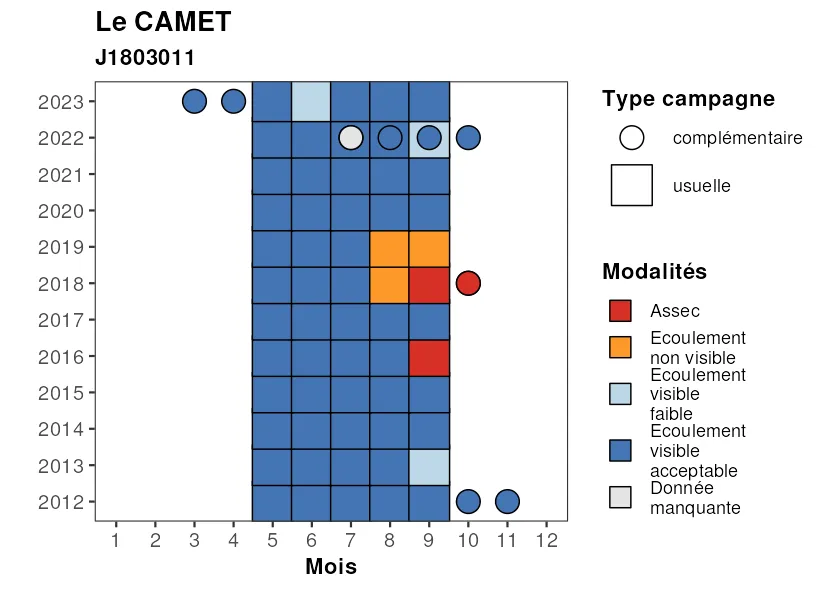 Le CAMET
J1803011
2023
2022
2021
2020
2019
2018
2017
2016
2015
2014
2013
2012
1 2 3 4 5 6 7 8 9 10 11 12
Mois
Type campagne
complémentaire
usuelle
Modalités
Assec
Ecoulement
non visible
Ecoulement
visible
faible
Ecoulement
visible
acceptable
Donnée
manquante